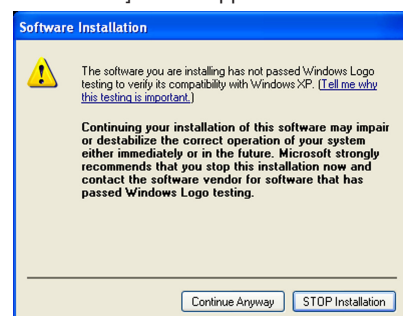 Software Installation
The software you are installing has not passed Windows Logo
testing to verify its compatibility with Windows XP. (Tell me why
this testing is important.)
Continuing your installation of this software may impair
or destabilize the correct operation of your system
either immediately or in the future. Microsoft strongly
recommends that you stop this installation now and
contact the software vendor for software that has
passed Windows Logo testing.
Continue Anyway
STOP Installation